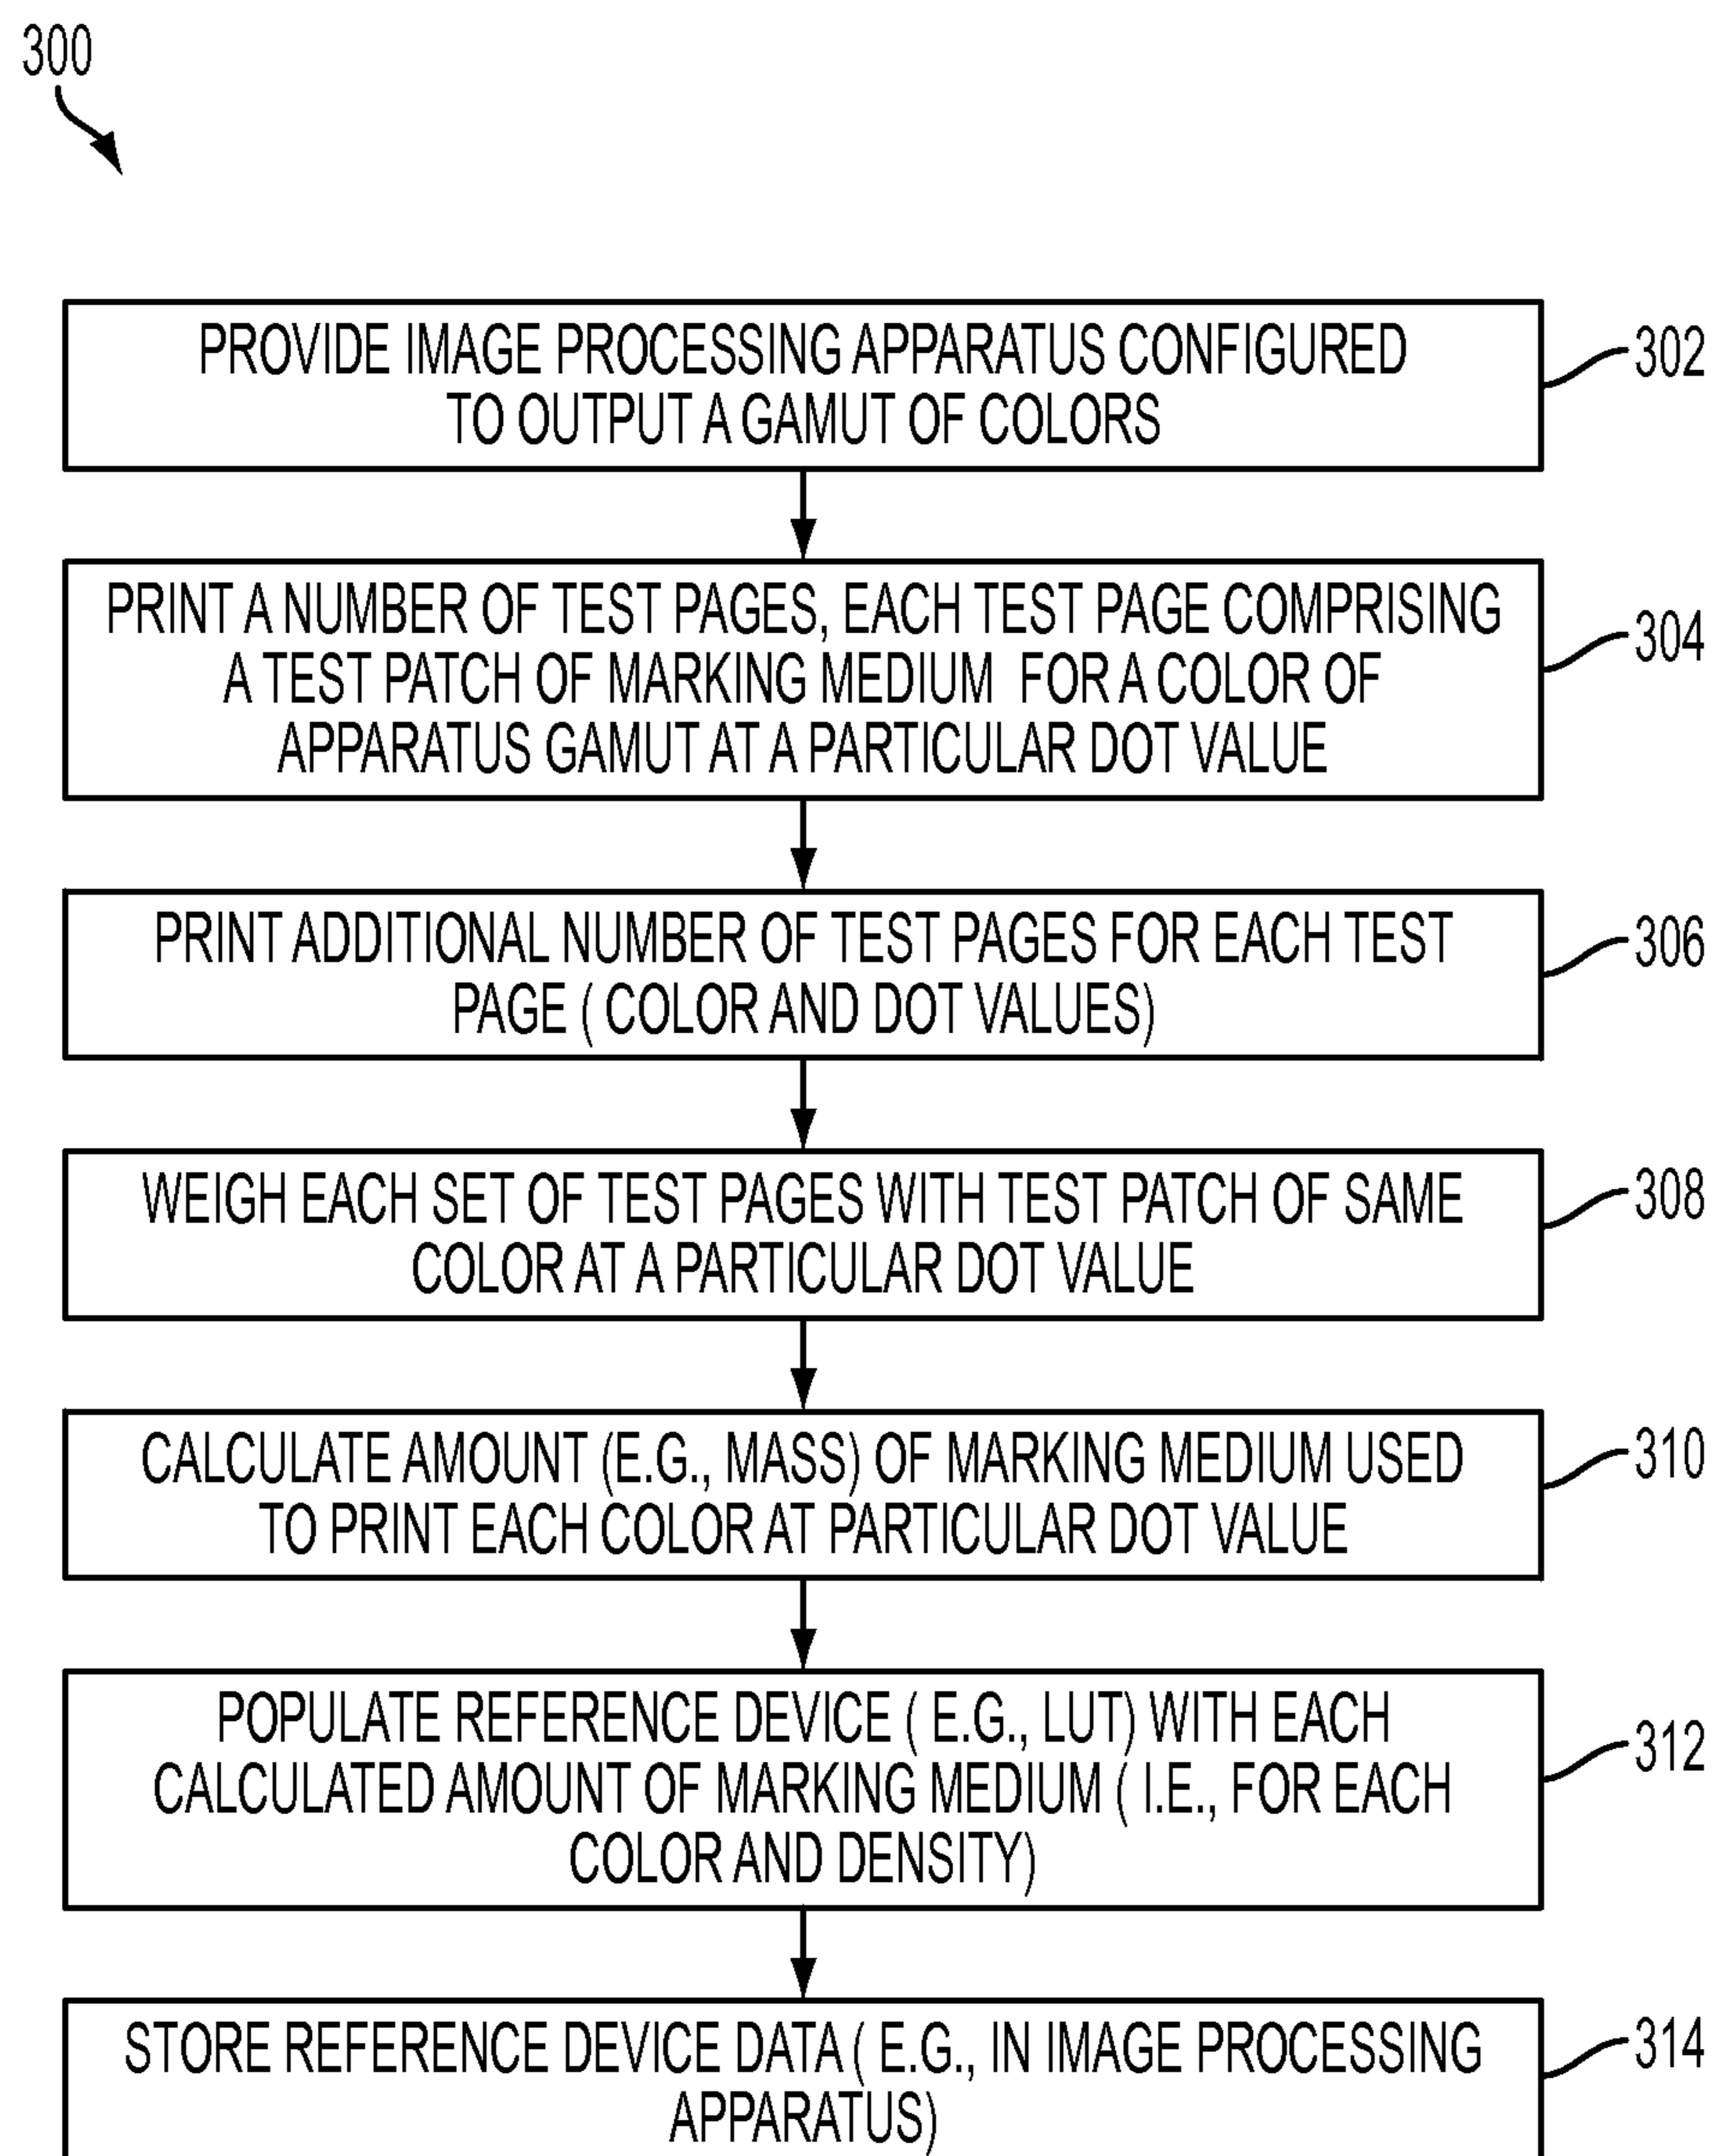 300
PROVIDE IMAGE PROCESSING APPARATUS CONFIGURED
TO OUTPUT A GAMUT OF COLORS
302
PRINT A NUMBER OF TEST PAGES, EACH TEST PAGE COMPRISING
A TEST PATCH OF MARKING MEDIUM FOR A COLOR OF
APPARATUS GAMUT AT A PARTICULAR DOT VALUE
304
PRINT ADDITIONAL NUMBER OF TEST PAGES FOR EACH TEST
PAGE ( COLOR AND DOT VALUES)
306
WEIGH EACH SET OF TEST PAGES WITH TEST PATCH OF SAME
COLOR AT A PARTICULAR DOT VALUE
308
CALCULATE AMOUNT (E.G., MASS) OF MARKING MEDIUM USED
TO PRINT EACH COLOR AT PARTICULAR DOT VALUE
310
POPULATE REFERENCE DEVICE ( E.G., LUT) WITH EACH
CALCULATED AMOUNT OF MARKING MEDIUM ( I.E., FOR EACH
COLOR AND DENSITY)
312
STORE REFERENCE DEVICE DATA ( E.G., IN IMAGE PROCESSING
APPARATUS)
314